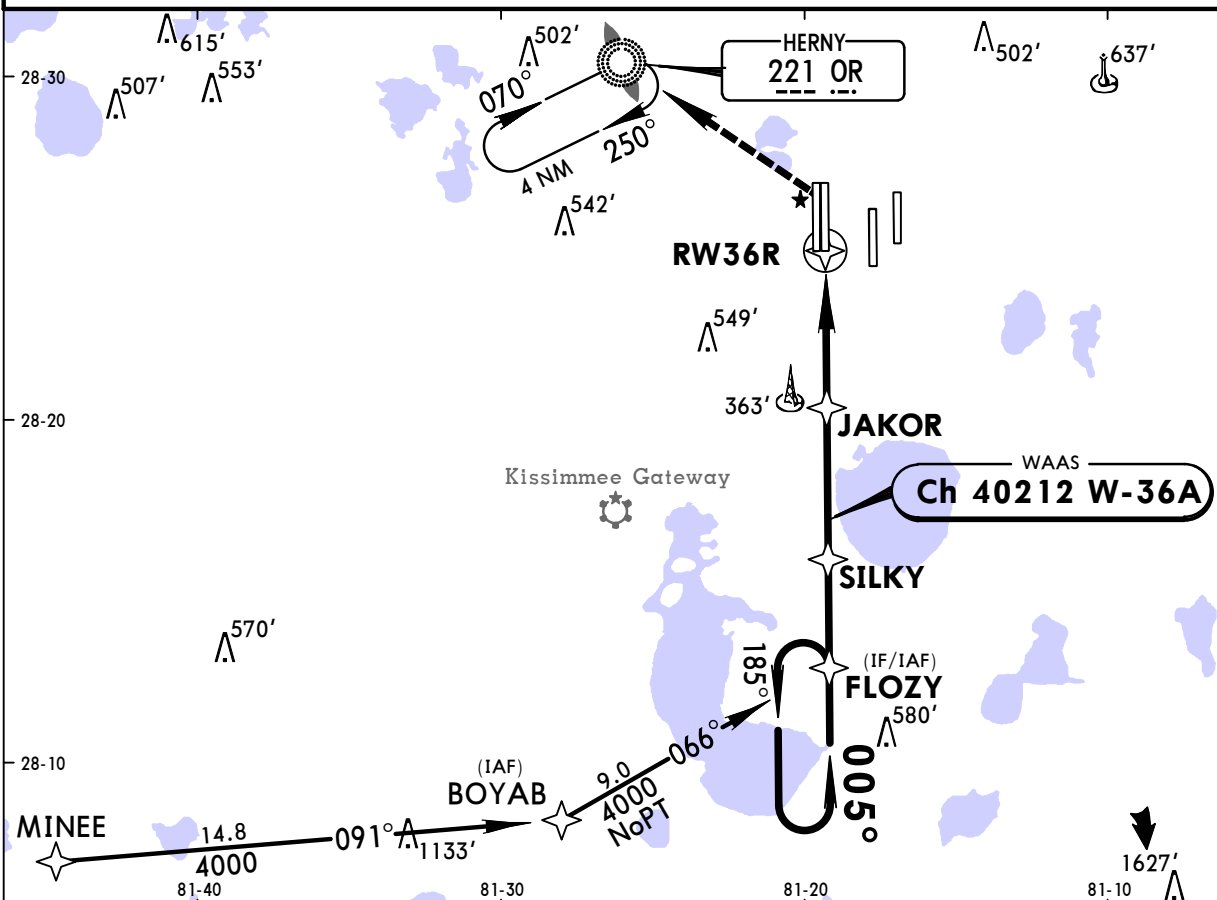 615'
502'
HERNY
221 OR
502'
637'
28-30
507'
553'
070°
250°
4 NM
542'
RW36R
549'
363'
28-20
JAKOR
WAAS
Ch 40212 W-36A
Kissimmee Gateway
SILKY
570'
185°
(IF/IAF)
FLOZY
580'
066°
005°
28-10
(IAF)
BOYAB
9.0
4000
NoPT
MINEE
14.8
4000
091°
1133'
1627'
81-40
81-30
81-20
81-10